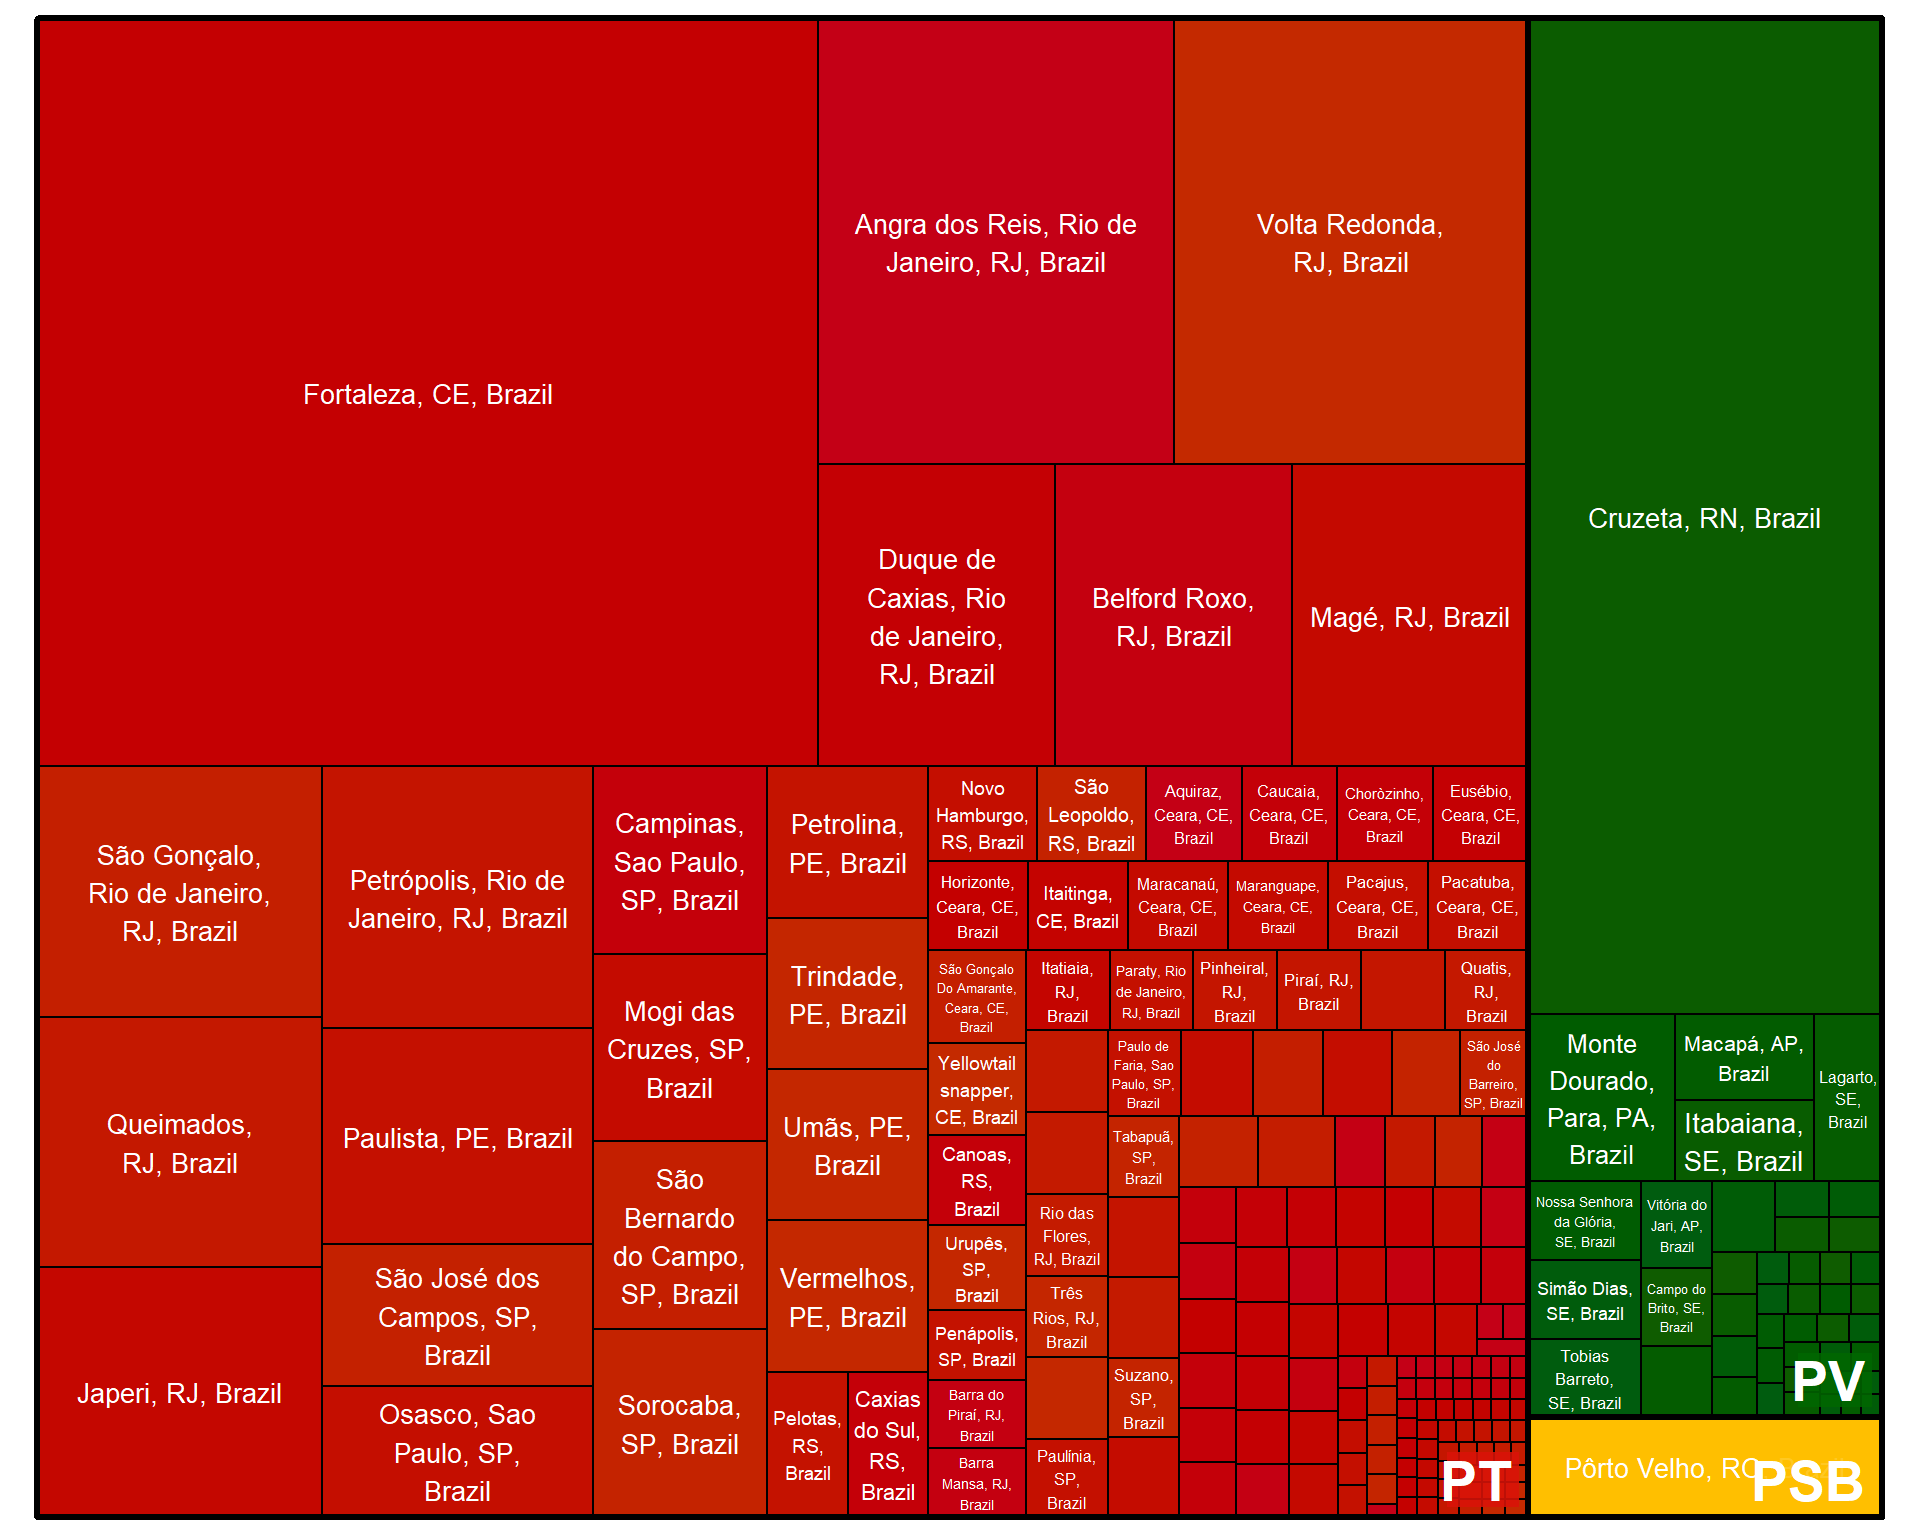 Fortaleza, CE, Brazil
Angra dos Reis, Rio de
Janeiro, RJ, Brazil
Volta Redonda,
RJ, Brazil
Duque de
Caxias, Rio
de Janeiro,
RJ, Brazil
Belford Roxo,
RJ, Brazil
Magé, RJ, Brazil
São Gonçalo,
Rio de Janeiro,
RJ, Brazil
Queimados,
RJ, Brazil
Japeri, RJ, Brazil
Petrópolis, Rio de
Janeiro, RJ, Brazil
Paulista, PE, Brazil
São José dos
Campos, SP,
Brazil
Osasco, Sao
Paulo, SP,
Brazil
Campinas,
Sao Paulo,
SP, Brazil
Mogi das
Cruzes, SP,
Brazil
São
Bernardo
do Campo,
SP, Brazil
Sorocaba,
SP, Brazil
Petrolina,
PE, Brazil
Trindade,
PE, Brazil
Umãs, PE,
Brazil
Vermelhos,
PE, Brazil
Pelotas,
RS,
Brazil
Caxias
do Sul,
RS,
Brazil
Novo
Hamburgo,
RS, Brazil
São
Leopoldo,
RS, Brazil
Aquiraz,
Ceara, CE,
Brazil
Caucaia,
Ceara, CE,
Brazil
Choròzinho,
Ceara, CE,
Brazil
Eusébio,
Ceara, CE,
Brazil
Horizonte,
Ceara, CE,
Brazil
Itaitinga,
CE, Brazil
Maracanaú,
Ceara, CE,
Brazil
Maranguape,
Ceara, CE,
Brazil
Pacajus,
Ceara, CE,
Brazil
Pacatuba,
Ceara, CE,
Brazil
São Gonçalo
Do Amarante,
Ceara, CE,
Brazil
Yellowtail
snapper,
CE, Brazil
Canoas,
RS,
Brazil
Urupês,
SP,
Brazil
Penápolis,
SP, Brazil
Barra do
Piraí, RJ,
Brazil
Barra
Mansa, RJ,
Brazil
Itatiaia,
RJ,
Brazil
Paraty, Rio
de Janeiro,
RJ, Brazil
Pinheiral,
RJ,
Brazil
Piraí, RJ,
Brazil
Quatis,
RJ,
Brazil
Rio das
Flores,
RJ, Brazil
Três
Rios, RJ,
Brazil
Paulínia,
SP,
Brazil
Paulo de
Faria, Sao
Paulo, SP,
Brazil
São José
do
Barreiro,
SP, Brazil
Tabapuã,
SP,
Brazil
Suzano,
SP,
Brazil
PT
Cruzeta, RN, Brazil
Monte
Dourado,
Para, PA,
Brazil
Macapá, AP,
Brazil
Itabaiana,
SE, Brazil
Lagarto,
SE,
Brazil
Nossa Senhora
da Glória,
SE, Brazil
Simão Dias,
SE, Brazil
Tobias
Barreto,
SE, Brazil
Vitória do
Jari, AP,
Brazil
Campo do
Brito, SE,
Brazil
PV
Pôrto Velho,
PSB